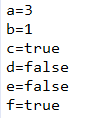 a=3
b=1
c=true
d=false
e=false
f=true